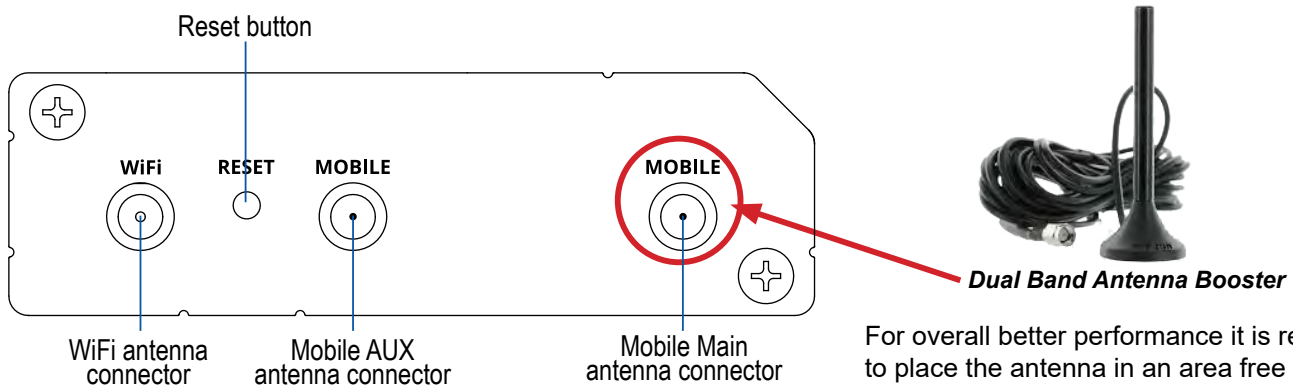 Reset button
WiFi
RESET
MOBILE
MOBILE
Dual Band Antenna Booster
WiFi antenna
connector
Mobile AUX
antenna connector
Mobile Main
antenna connector
For overall better performance it is
to place the antenna in an area free